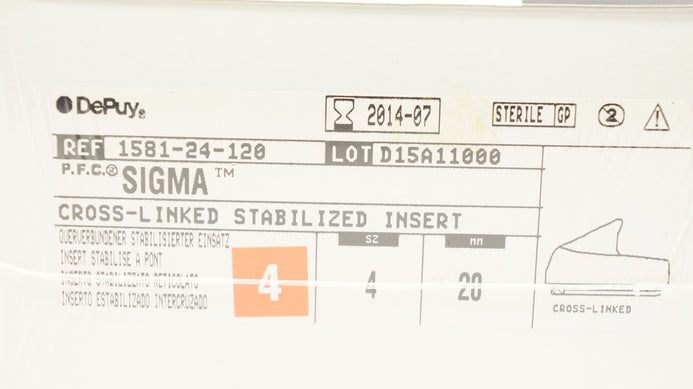 DePuy®
2014-07
STERILE GP
2
REF 1581-24-120
LOT D15A11000
P.F.C.® SIGMA™
CROSS-LINKED STABILIZED INSERT
QUERVERBUNDENER STABILISIERTER EINSATZ
INSERT STABILISE A PONT
INSERTO STABILIZZATO RETICOLATO
INSERTO ESTABILIZADO INTERCRUZADO
4
SZ
4
MM
20
CROSS-LINKED